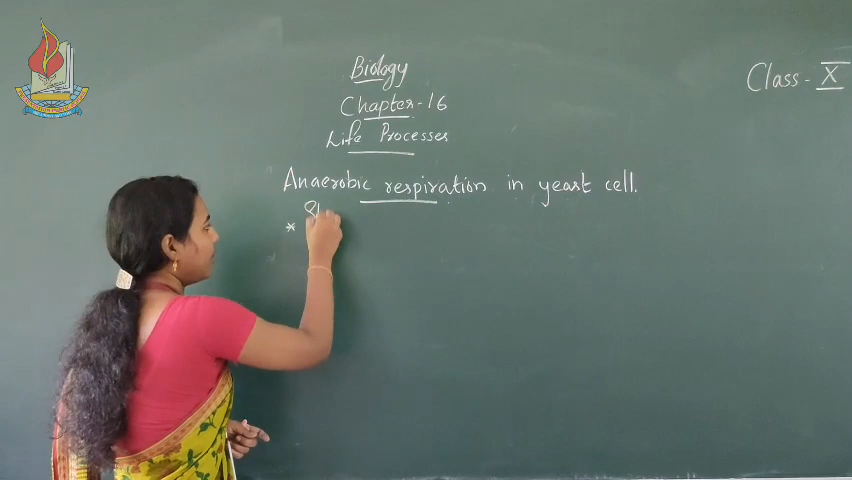 Biology
Class - X
Chapter - 16
Life Processes
Anaerobic respiration in yeast cell.
*